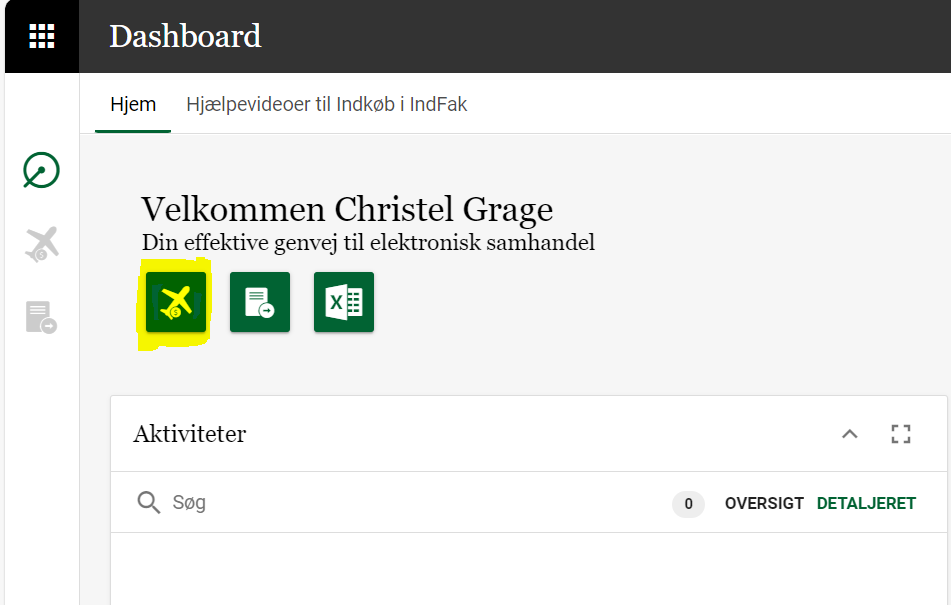 Dashboard
Hjem Hjælpevideoer til Indkøb i IndFak
Velkommen Christel Grage
Din effektive genvej til elektronisk samhandel
X
Aktiviteter
Søg 0 OVERSIGT DETALJERET